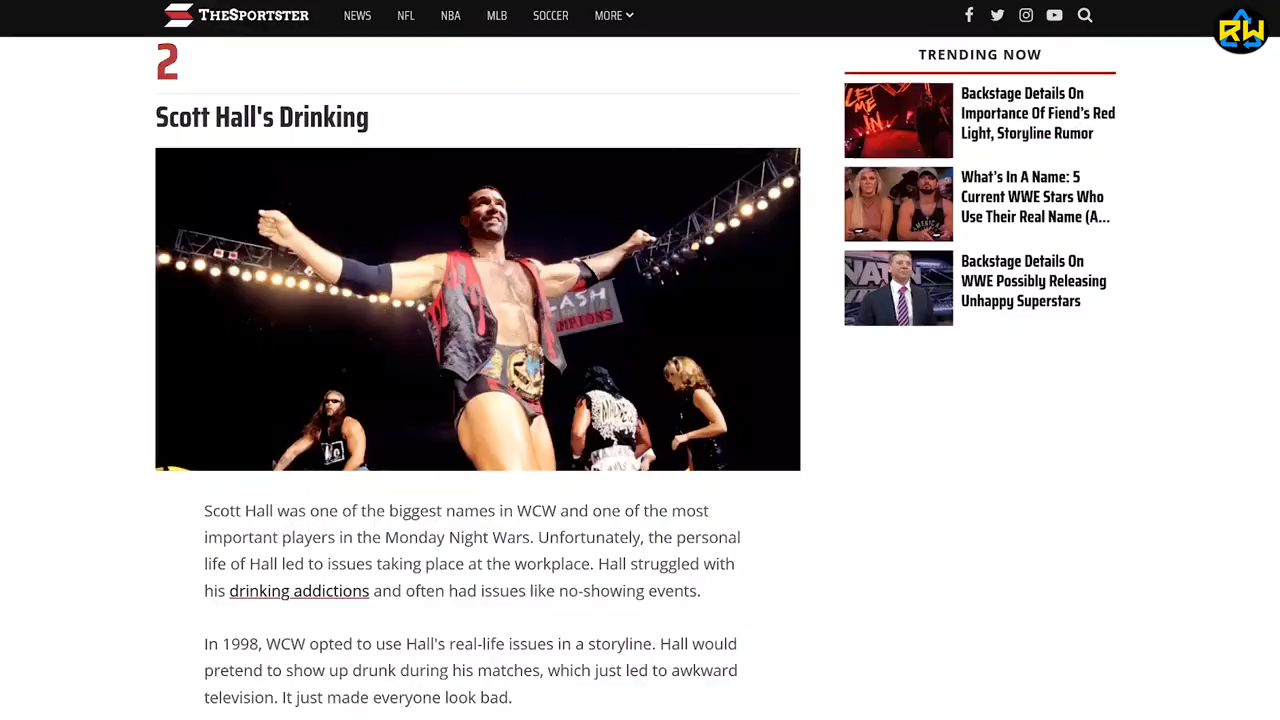 THESPORTSTER NEWS NFL NBA MLB SOCCER MORE
RW
2
Scott Hall's Drinking
Scott Hall was one of the biggest names in WCW and one of the most
important players in the Monday Night Wars. Unfortunately, the personal
life of Hall led to issues taking place at the workplace. Hall struggled with
his drinking addictions and often had issues like no-showing events.
In 1998, WCW opted to use Hall's real-life issues in a storyline. Hall would
pretend to show up drunk during his matches, which just led to awkward
television. It just made everyone look bad.
TRENDING NOW
LET
ME
IN
Backstage Details On
Importance Of Fiend's Red
Light, Storyline Rumor
What's In A Name: 5
Current WWE Stars Who
Use Their Real Name (A...
Backstage Details On
WWE Possibly Releasing
Unhappy Superstars